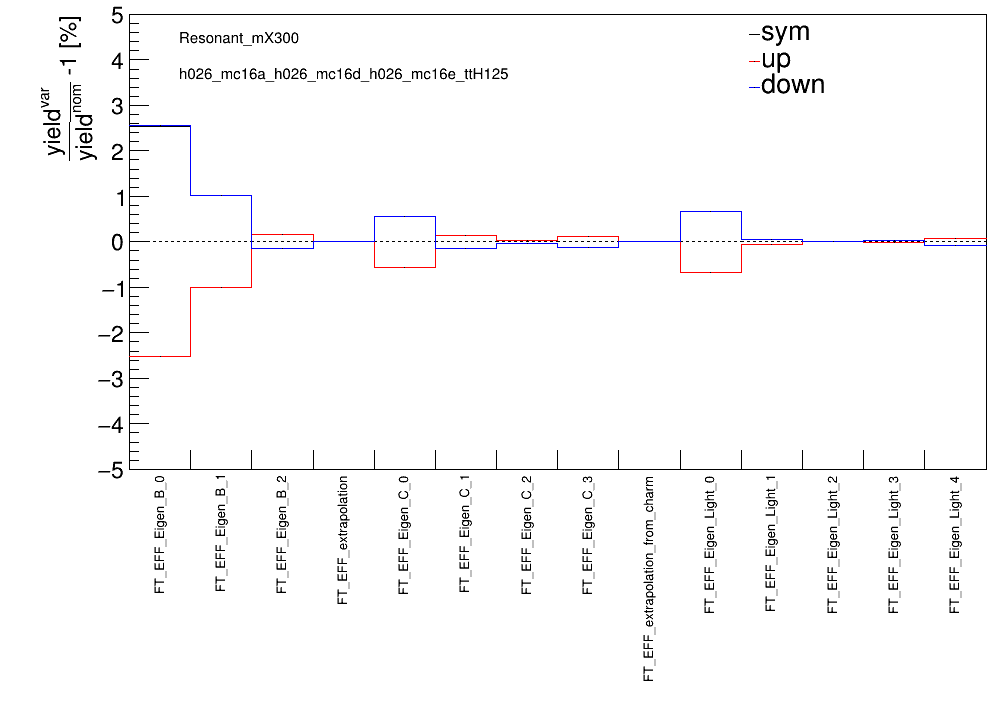 yield^var / yield^nom -1 [%]
5
4
3
2
1
0
−1
−2
−3
−4
−5
Resonant_mX300
h026_mc16a_h026_mc16d_h026_mc16e_ttH125
sym
up
down
FT_EFF_Eigen_B_0
FT_EFF_Eigen_B_1
FT_EFF_Eigen_B_2
FT_EFF_extrapolation
FT_EFF_Eigen_C_0
FT_EFF_Eigen_C_1
FT_EFF_Eigen_C_2
FT_EFF_Eigen_C_3
FT_EFF_extrapolation_from_charm
FT_EFF_Eigen_Light_0
FT_EFF_Eigen_Light_1
FT_EFF_Eigen_Light_2
FT_EFF_Eigen_Light_3
FT_EFF_Eigen_Light_4